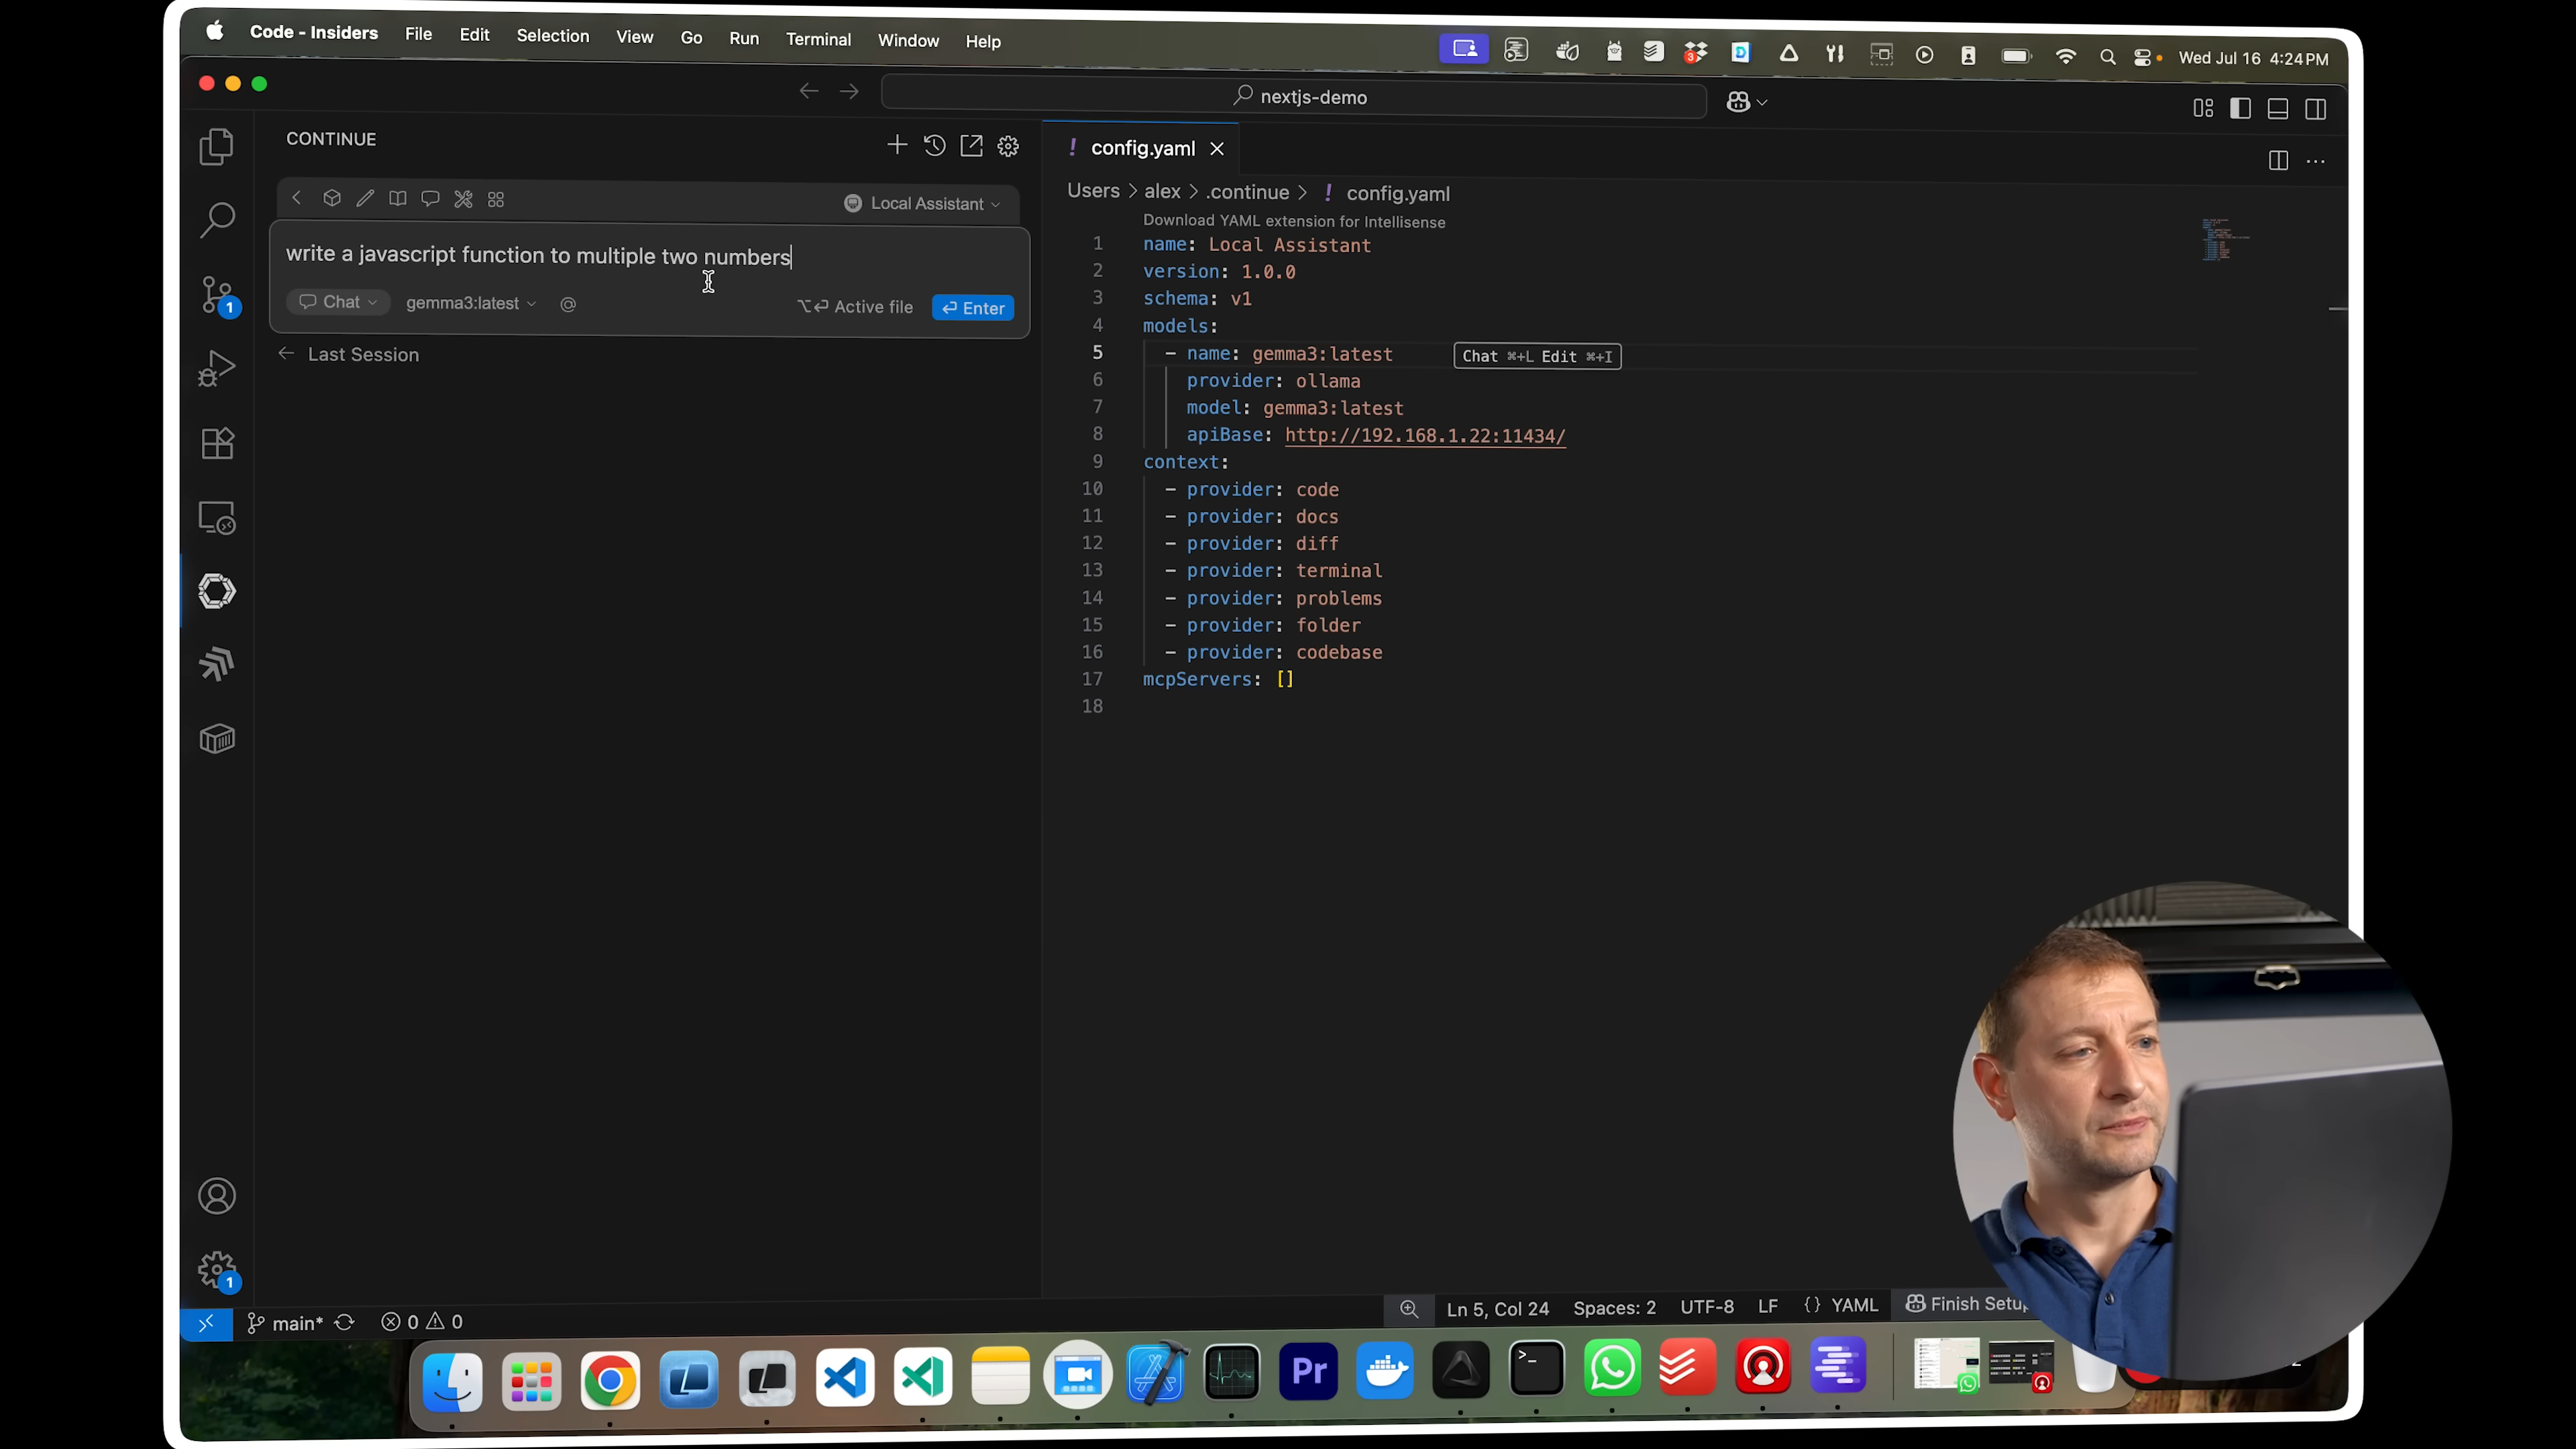 Code - Insiders File Edit Selection View Go Run Terminal Window Help 3 Wed Jul 16 4:24 PM
nextjs-demo
CONTINUE
Local Assistant
write a javascript function to multiple two numbers
Chat gemma3:latest @ Active file Enter
Last Session
1
1
config.yaml
Users > alex > .continue > ! config.yaml
Download YAML extension for Intellisense
1 name: Local Assistant
2 version: 1.0.0
3 schema: v1
4 models:
5 - name: gemma3:latest Chat ⌘+L Edit ⌘+I
6 provider: ollama
7 model: gemma3:latest
8 apiBase: http://192.168.1.22:11434/
9 context:
10 - provider: code
11 - provider: docs
12 - provider: diff
13 - provider: terminal
14 - provider: problems
15 - provider: folder
16 - provider: codebase
17 mcpServers: []
18
main* 0 0 Ln 5, Col 24 Spaces: 2 UTF-8 LF {} YAML Finish Setup
Pr